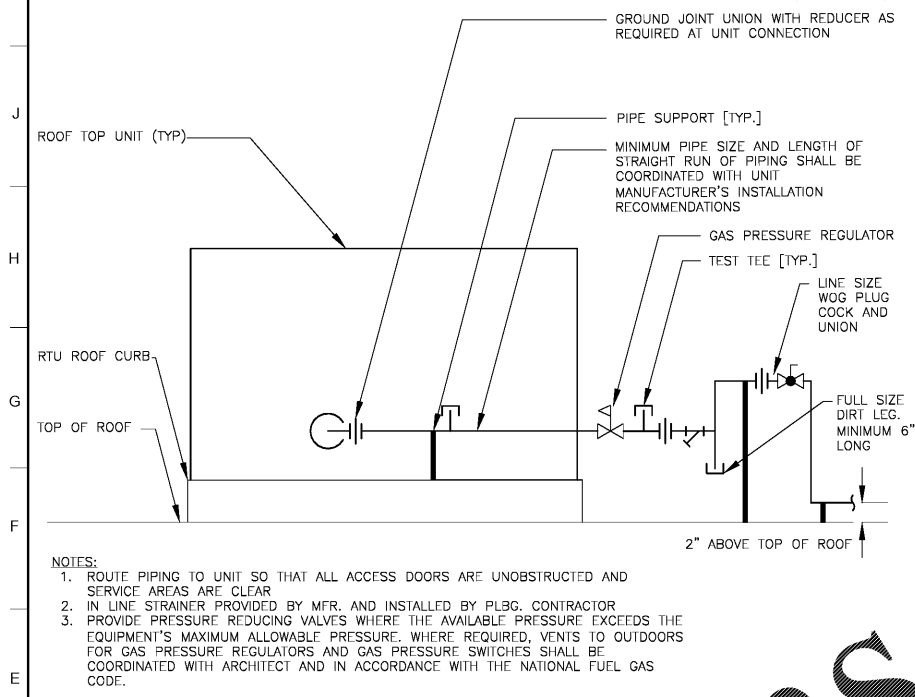 GROUND JOINT UNION WITH REDUCER AS
REQUIRED AT UNIT CONNECTION
J
ROOF TOP UNIT (TYP)
PIPE SUPPORT [TYP.]
MINIMUM PIPE SIZE AND LENGTH OF
STRAIGHT RUN OF PIPING SHALL BE
COORDINATED WITH UNIT
MANUFACTURER'S INSTALLATION
RECOMMENDATIONS
H
GAS PRESSURE REGULATOR
TEST TEE [TYP.]
LINE SIZE
WOG PLUG
COCK AND
UNION
RTU ROOF CURB
G
FULL SIZE
DIRT LEG.
MINIMUM 6"
LONG
TOP OF ROOF
F
2" ABOVE TOP OF ROOF
NOTES:
1. ROUTE PIPING TO UNIT SO THAT ALL ACCESS DOORS ARE UNOBSTRUCTED AND
SERVICE AREAS ARE CLEAR
2. IN LINE STRAINER PROVIDED BY MFR. AND INSTALLED BY PLBG. CONTRACTOR
3. PROVIDE PRESSURE REDUCING VALVES WHERE THE AVAILABLE PRESSURE EXCEEDS THE
EQUIPMENT'S MAXIMUM ALLOWABLE PRESSURE. WHERE REQUIRED, VENTS TO OUTDOORS
FOR GAS PRESSURE REGULATORS AND GAS PRESSURE SWITCHES SHALL BE
COORDINATED WITH ARCHITECT AND IN ACCORDANCE WITH THE NATIONAL FUEL GAS
CODE.
E